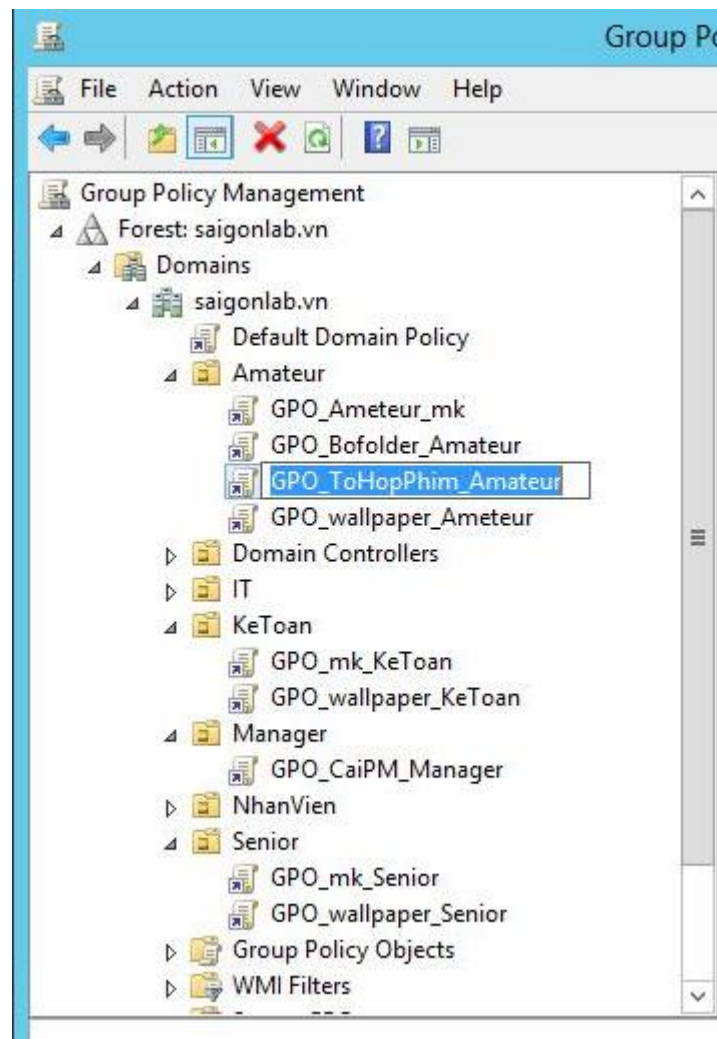 Group Po
File Action View Window Help
Group Policy Management
Forest: saigonlab.vn
Domains
saigonlab.vn
Default Domain Policy
Amateur
GPO_Ameteur_mk
GPO_Bofolder_Amateur
GPO_ToHopPhim_Amateur
GPO_wallpaper_Ameteur
Domain Controllers
IT
KeToan
GPO_mk_KeToan
GPO_wallpaper_KeToan
Manager
GPO_CaiPM_Manager
NhanVien
Senior
GPO_mk_Senior
GPO_wallpaper_Senior
Group Policy Objects
WMI Filters